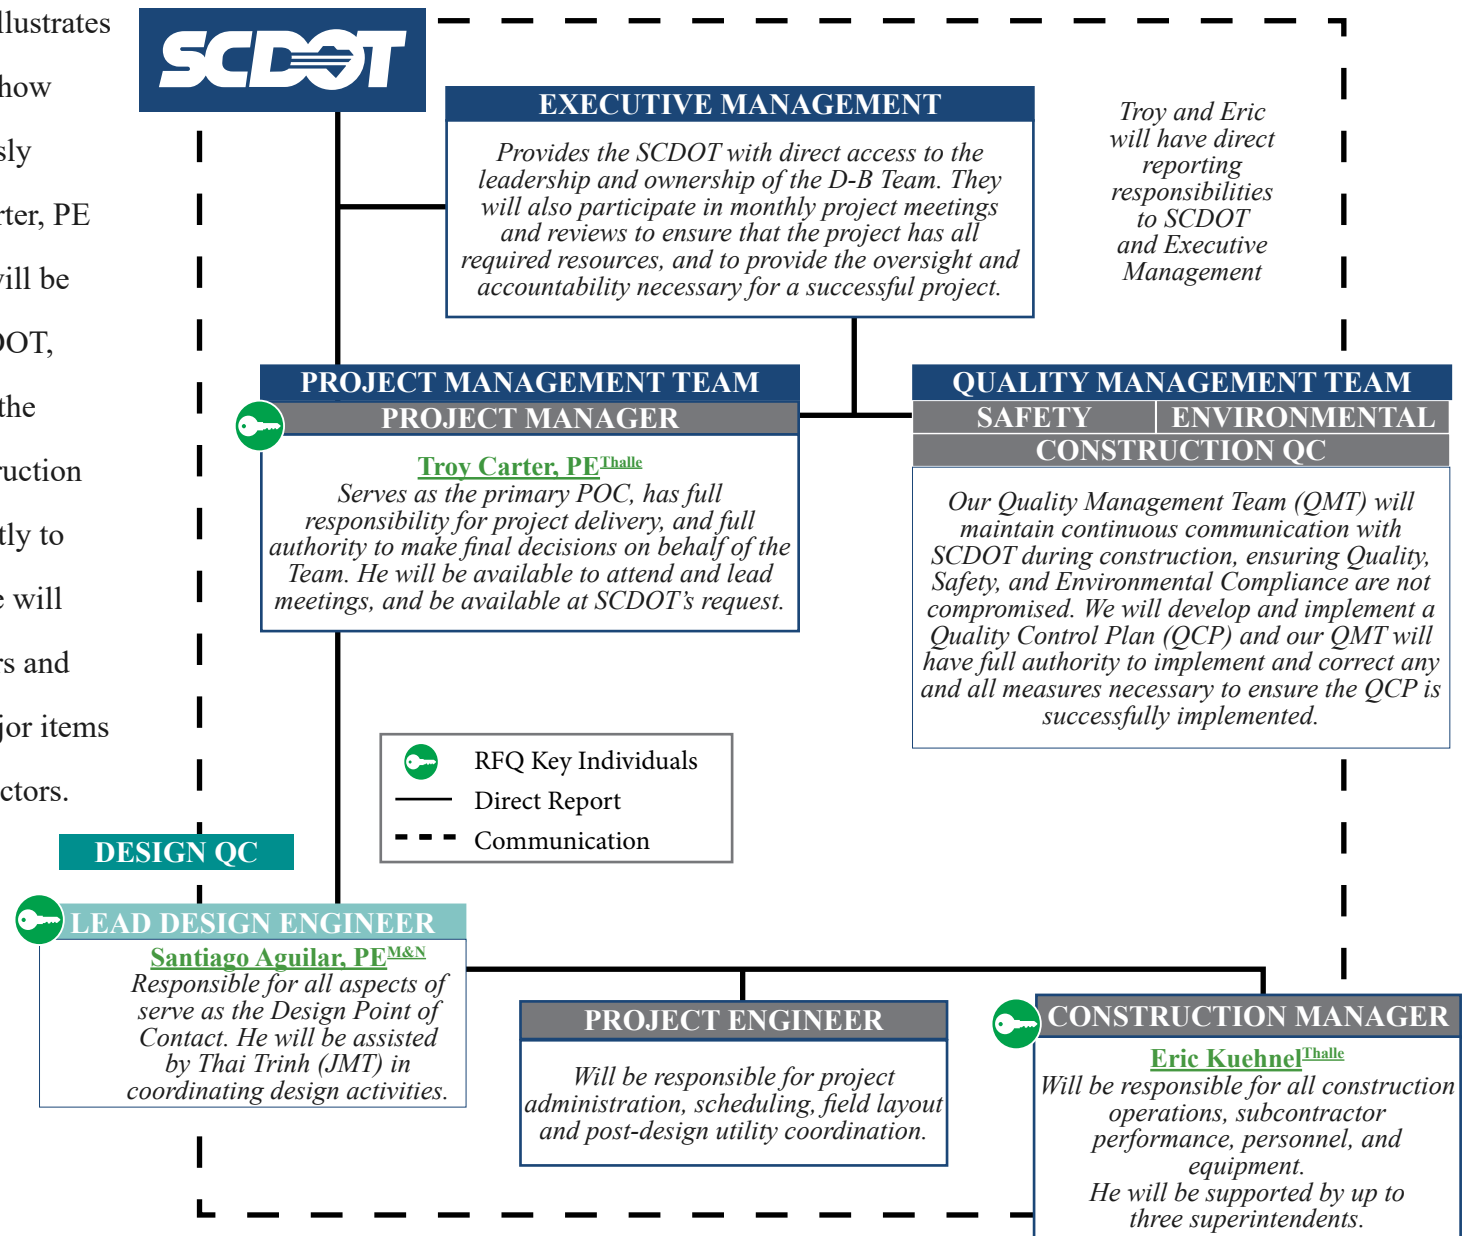 llustrates
how
sly
rter, PE
will be
DOT,
the
ruction
tly to
e will
rs and
jor items
ctors.
SCDOT
EXECUTIVE MANAGEMENT
Provides the SCDOT with direct access to the
leadership and ownership of the D-B Team. They
will also participate in monthly project meetings
and reviews to ensure that the project has all
required resources, and to provide the oversight and
accountability necessary for a successful project.
Troy and Eric
will have direct
reporting
responsibilities
to SCDOT
and Executive
Management
PROJECT MANAGEMENT TEAM
PROJECT MANAGER
Troy Carter, PE Thalle
Serves as the primary POC, has full
responsibility for project delivery, and full
authority to make final decisions on behalf of the
Team. He will be available to attend and lead
meetings, and be available at SCDOT's request.
QUALITY MANAGEMENT TEAM
SAFETY ENVIRONMENTAL
CONSTRUCTION QC
Our Quality Management Team (QMT) will
maintain continuous communication with
SCDOT during construction, ensuring Quality,
Safety, and Environmental Compliance are not
compromised. We will develop and implement a
Quality Control Plan (QCP) and our QMT will
have full authority to implement and correct any
and all measures necessary to ensure the QCP is
successfully implemented.
RFQ Key Individuals
Direct Report
Communication
DESIGN QC
LEAD DESIGN ENGINEER
Santiago Aguilar, PE M&N
Responsible for all aspects of
serve as the Design Point of
Contact. He will be assisted
by Thai Trinh (JMT) in
coordinating design activities.
PROJECT ENGINEER
Will be responsible for project
administration, scheduling, field layout
and post-design utility coordination.
CONSTRUCTION MANAGER
Eric Kuehnel Thalle
Will be responsible for all construction
operations, subcontractor
performance, personnel, and
equipment.
He will be supported by up to
three superintendents.